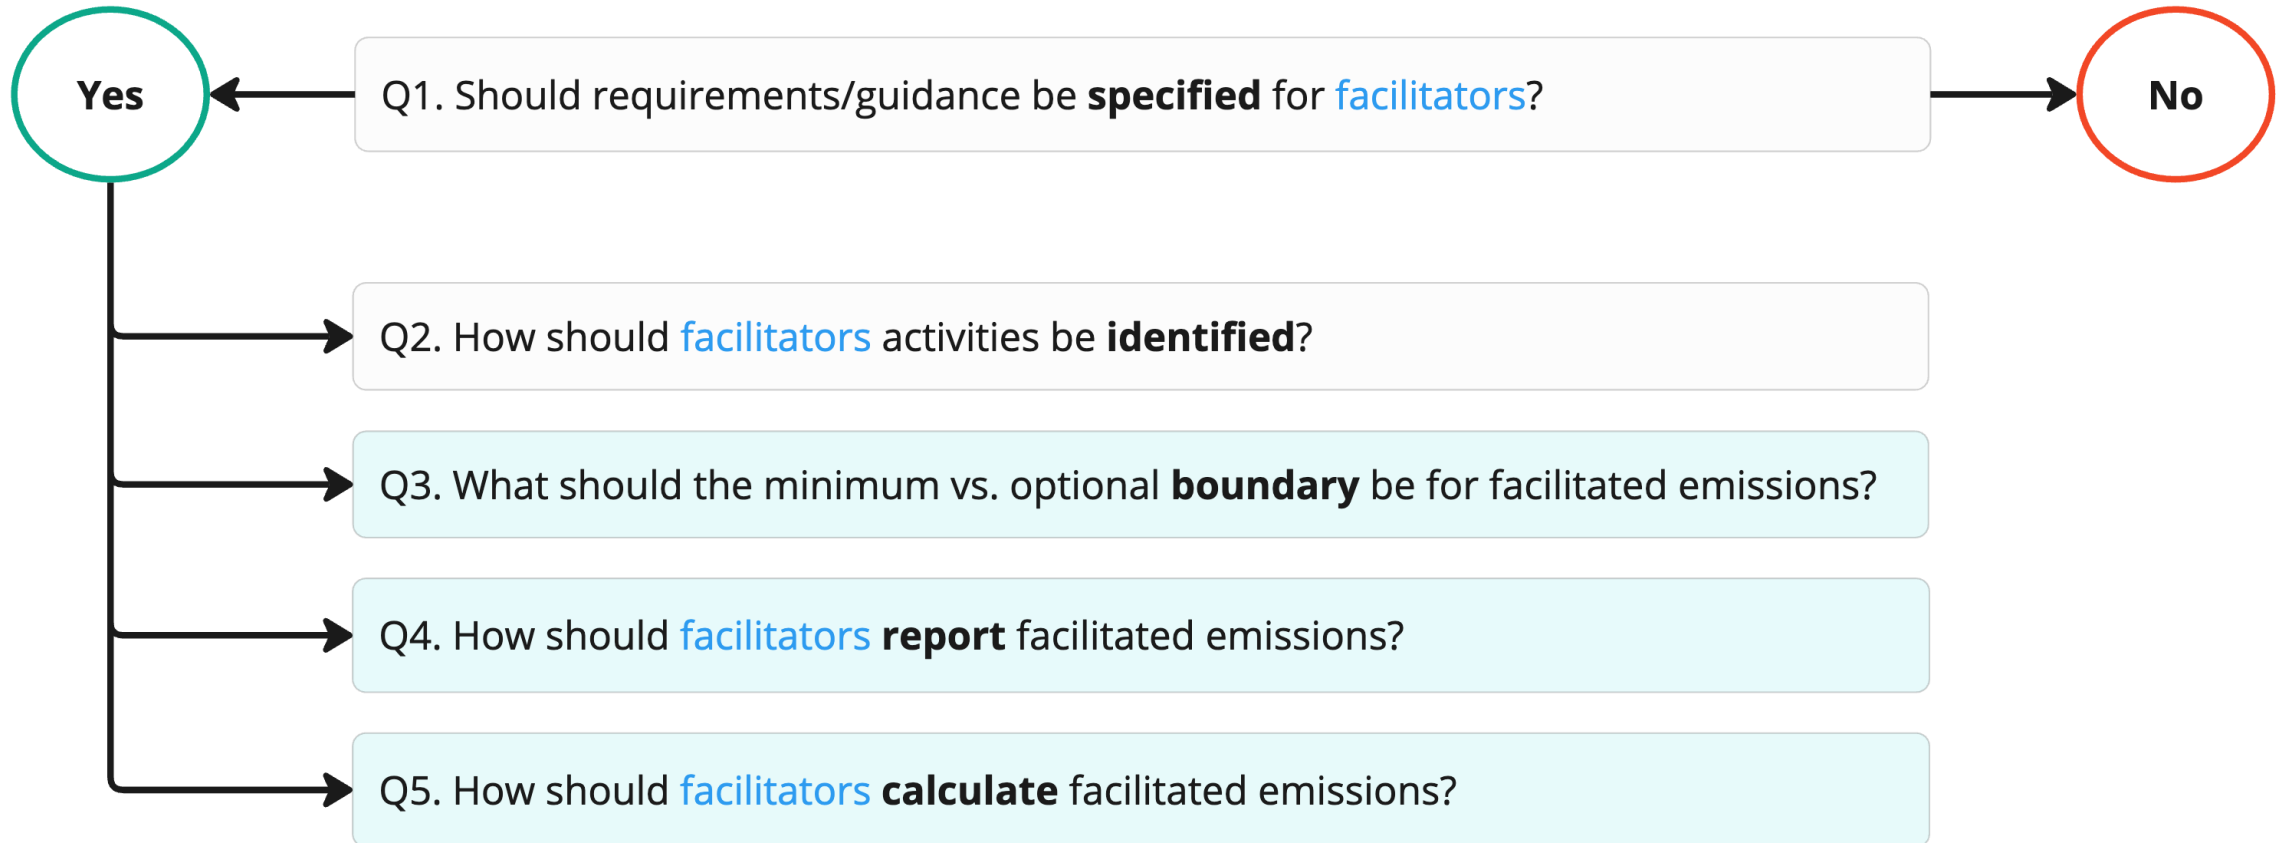 Yes
Q1. Should requirements/guidance be specified for facilitators?
No
Q2. How should facilitators activities be identified?
Q3. What should the minimum vs. optional boundary be for facilitated emissions?
Q4. How should facilitators report facilitated emissions?
Q5. How should facilitators calculate facilitated emissions?